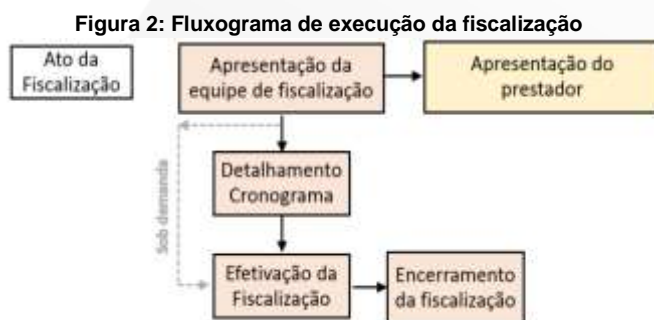 Figura 2: Fluxograma de execução da fiscalização
Ato da
Fiscalização
Apresentação da
equipe de fiscalização
Apresentação do
prestador
Detalhamento
Cronograma
Sob demanda
Efetivação da
Fiscalização
Encerramento
da fiscalização